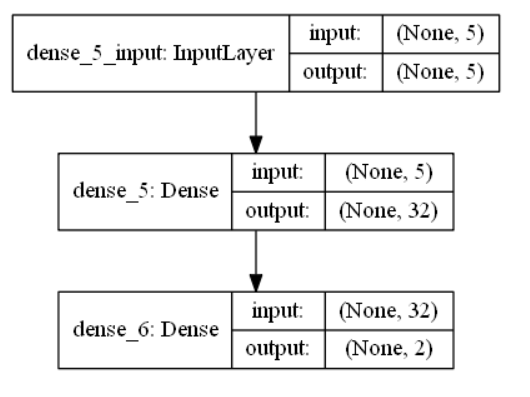 dense_5_input: InputLayer
input: (None, 5)
output: (None, 5)
dense_5: Dense
input: (None, 5)
output: (None, 32)
dense_6: Dense
input: (None, 32)
output: (None, 2)